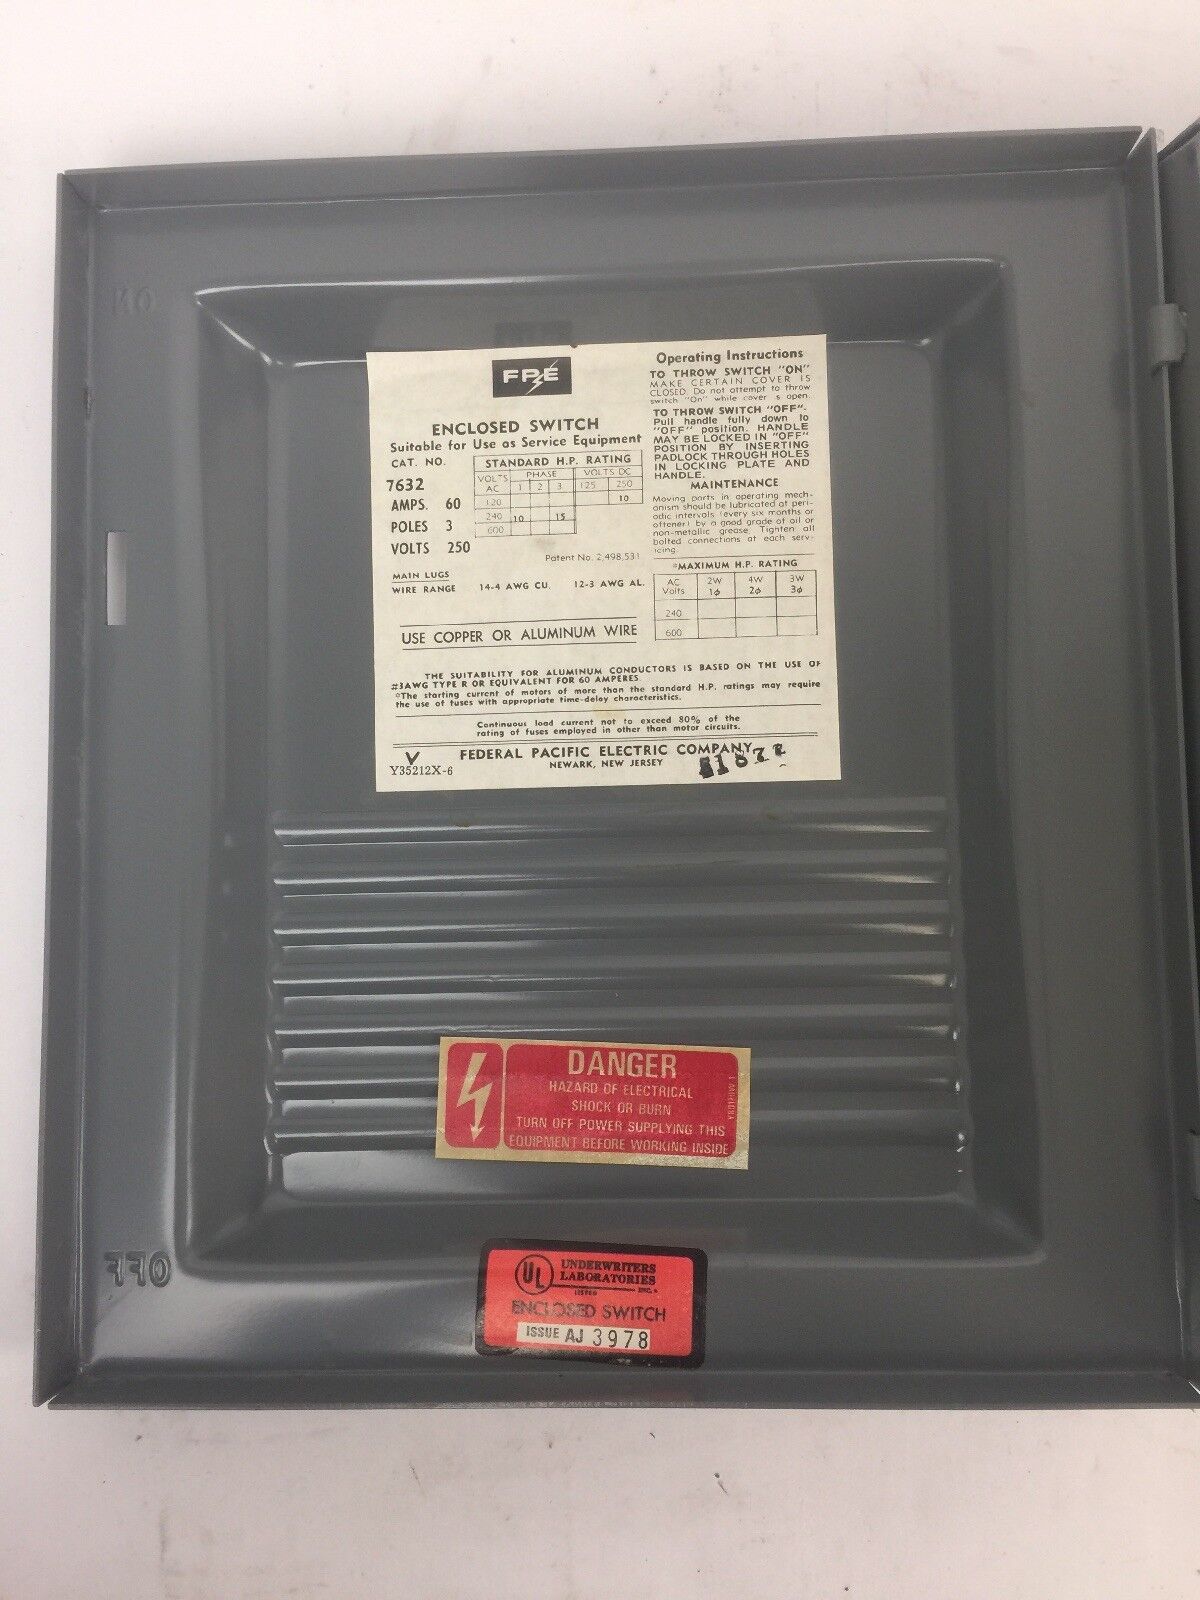 FPE
ENCLOSED SWITCH
Suitable for Use as Service Equipment
CAT. NO.
7632
AMPS. 60
POLES 3
VOLTS 250
STANDARD H.P. RATING
VOLTS AC PHASE VOLTS DC
1 2 3 125 250
120 10
240 10 15
600
Patent No. 2,498,531
MAIN LUGS
WIRE RANGE 14-4 AWG CU. 12-3 AWG AL.
USE COPPER OR ALUMINUM WIRE
Operating Instructions
TO THROW SWITCH "ON"
MAKE CERTAIN COVER IS
CLOSED. Do not attempt to throw
switch "On" while cover is open.
TO THROW SWITCH "OFF".
Pull handle fully down to
"OFF" position. HANDLE
MAY BE LOCKED IN "OFF"
POSITION BY INSERTING
PADLOCK THROUGH HOLES
IN LOCKING PLATE AND
HANDLE.
MAINTENANCE
Moving parts in operating mech-
anism should be lubricated at peri-
odic intervals (every six months or
oftener) by a good grade of oil or
non-metallic grease. Tighten all
bolted connections at each serv-
icing.
*MAXIMUM H.P. RATING
AC Volts 2W 1ø 4W 2ø 3W 3ø
240
600
THE SUITABILITY FOR ALUMINUM CONDUCTORS IS BASED ON THE USE OF
#3AWG TYPE R OR EQUIVALENT FOR 60 AMPERES.
*The starting current of motors of more than the standard H.P. ratings may require
the use of fuses with appropriate time-delay characteristics.
Continuous load current not to exceed 80% of the
rating of fuses employed in other than motor circuits.
FEDERAL PACIFIC ELECTRIC COMPANY
NEWARK, NEW JERSEY
Y35212X-6
DANGER
HAZARD OF ELECTRICAL
SHOCK OR BURN
TURN OFF POWER SUPPLYING THIS
EQUIPMENT BEFORE WORKING INSIDE
ON
OFF
UL
UNDERWRITERS
LABORATORIES
INC.
LISTED
ENCLOSED SWITCH
ISSUE AJ 3978